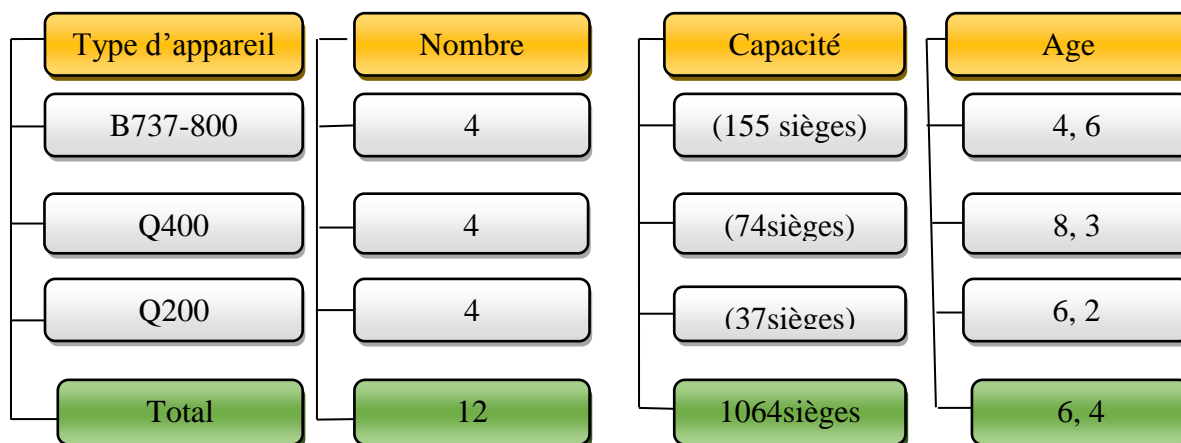 Type d’appareil Nombre Capacité Age
B737-800 4 (155 sièges) 4, 6
Q400 4 (74sièges) 8, 3
Q200 4 (37sièges) 6, 2
Total 12 1064sièges 6, 4